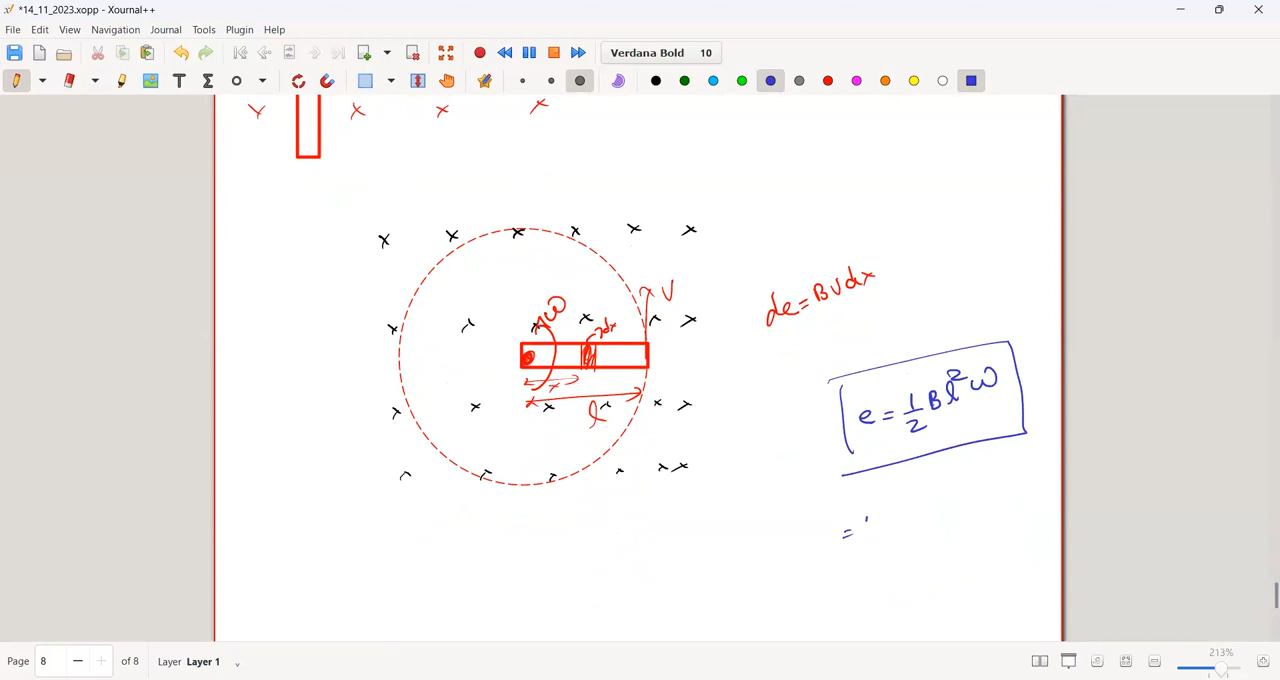 *14_11_2023.xopp - Xournal++
File Edit View Navigation Journal Tools Plugin Help
Verdana Bold 10
x x x x
x x x x x x
ω V
x x x x x x
dx
de = BVdx
x
l
x x x x x x
e = 1/2 Bl²ω
x x x x x x
=
Page 8 of 8 Layer Layer 1 213%